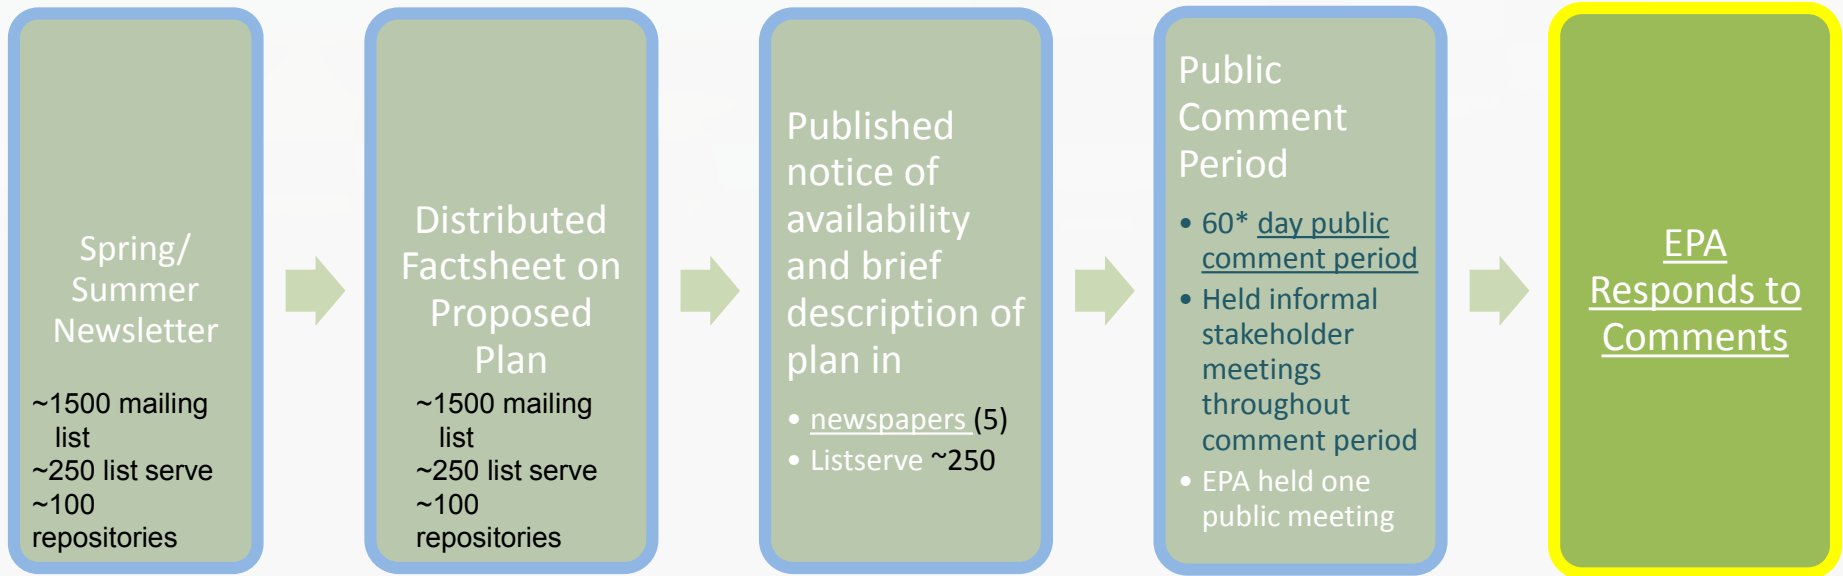 Spring/
Summer
Newsletter
~1500 mailing
list
~250 list serve
~100
repositories
Distributed
Factsheet on
Proposed
Plan
~1500 mailing
list
~250 list serve
~100
repositories
Published
notice of
availability
and brief
description of
plan in
• newspapers (5)
• Listserve ~250
Public
Comment
Period
• 60* day public
comment period
• Held informal
stakeholder
meetings
throughout
comment period
• EPA held one
public meeting
EPA
Responds to
Comments